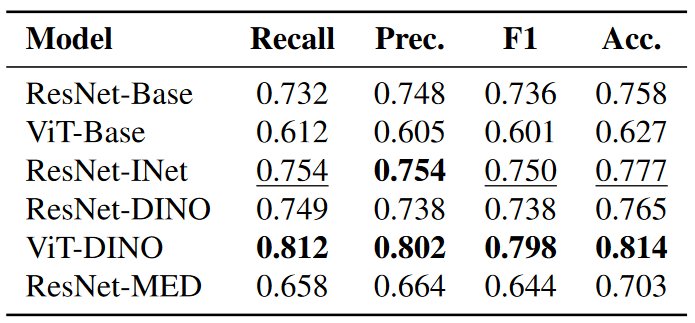 Model Recall Prec. F1 Acc.
ResNet-Base 0.732 0.748 0.736 0.758
ViT-Base 0.612 0.605 0.601 0.627
ResNet-INet 0.754 0.754 0.750 0.777
ResNet-DINO 0.749 0.738 0.738 0.765
ViT-DINO 0.812 0.802 0.798 0.814
ResNet-MED 0.658 0.664 0.644 0.703